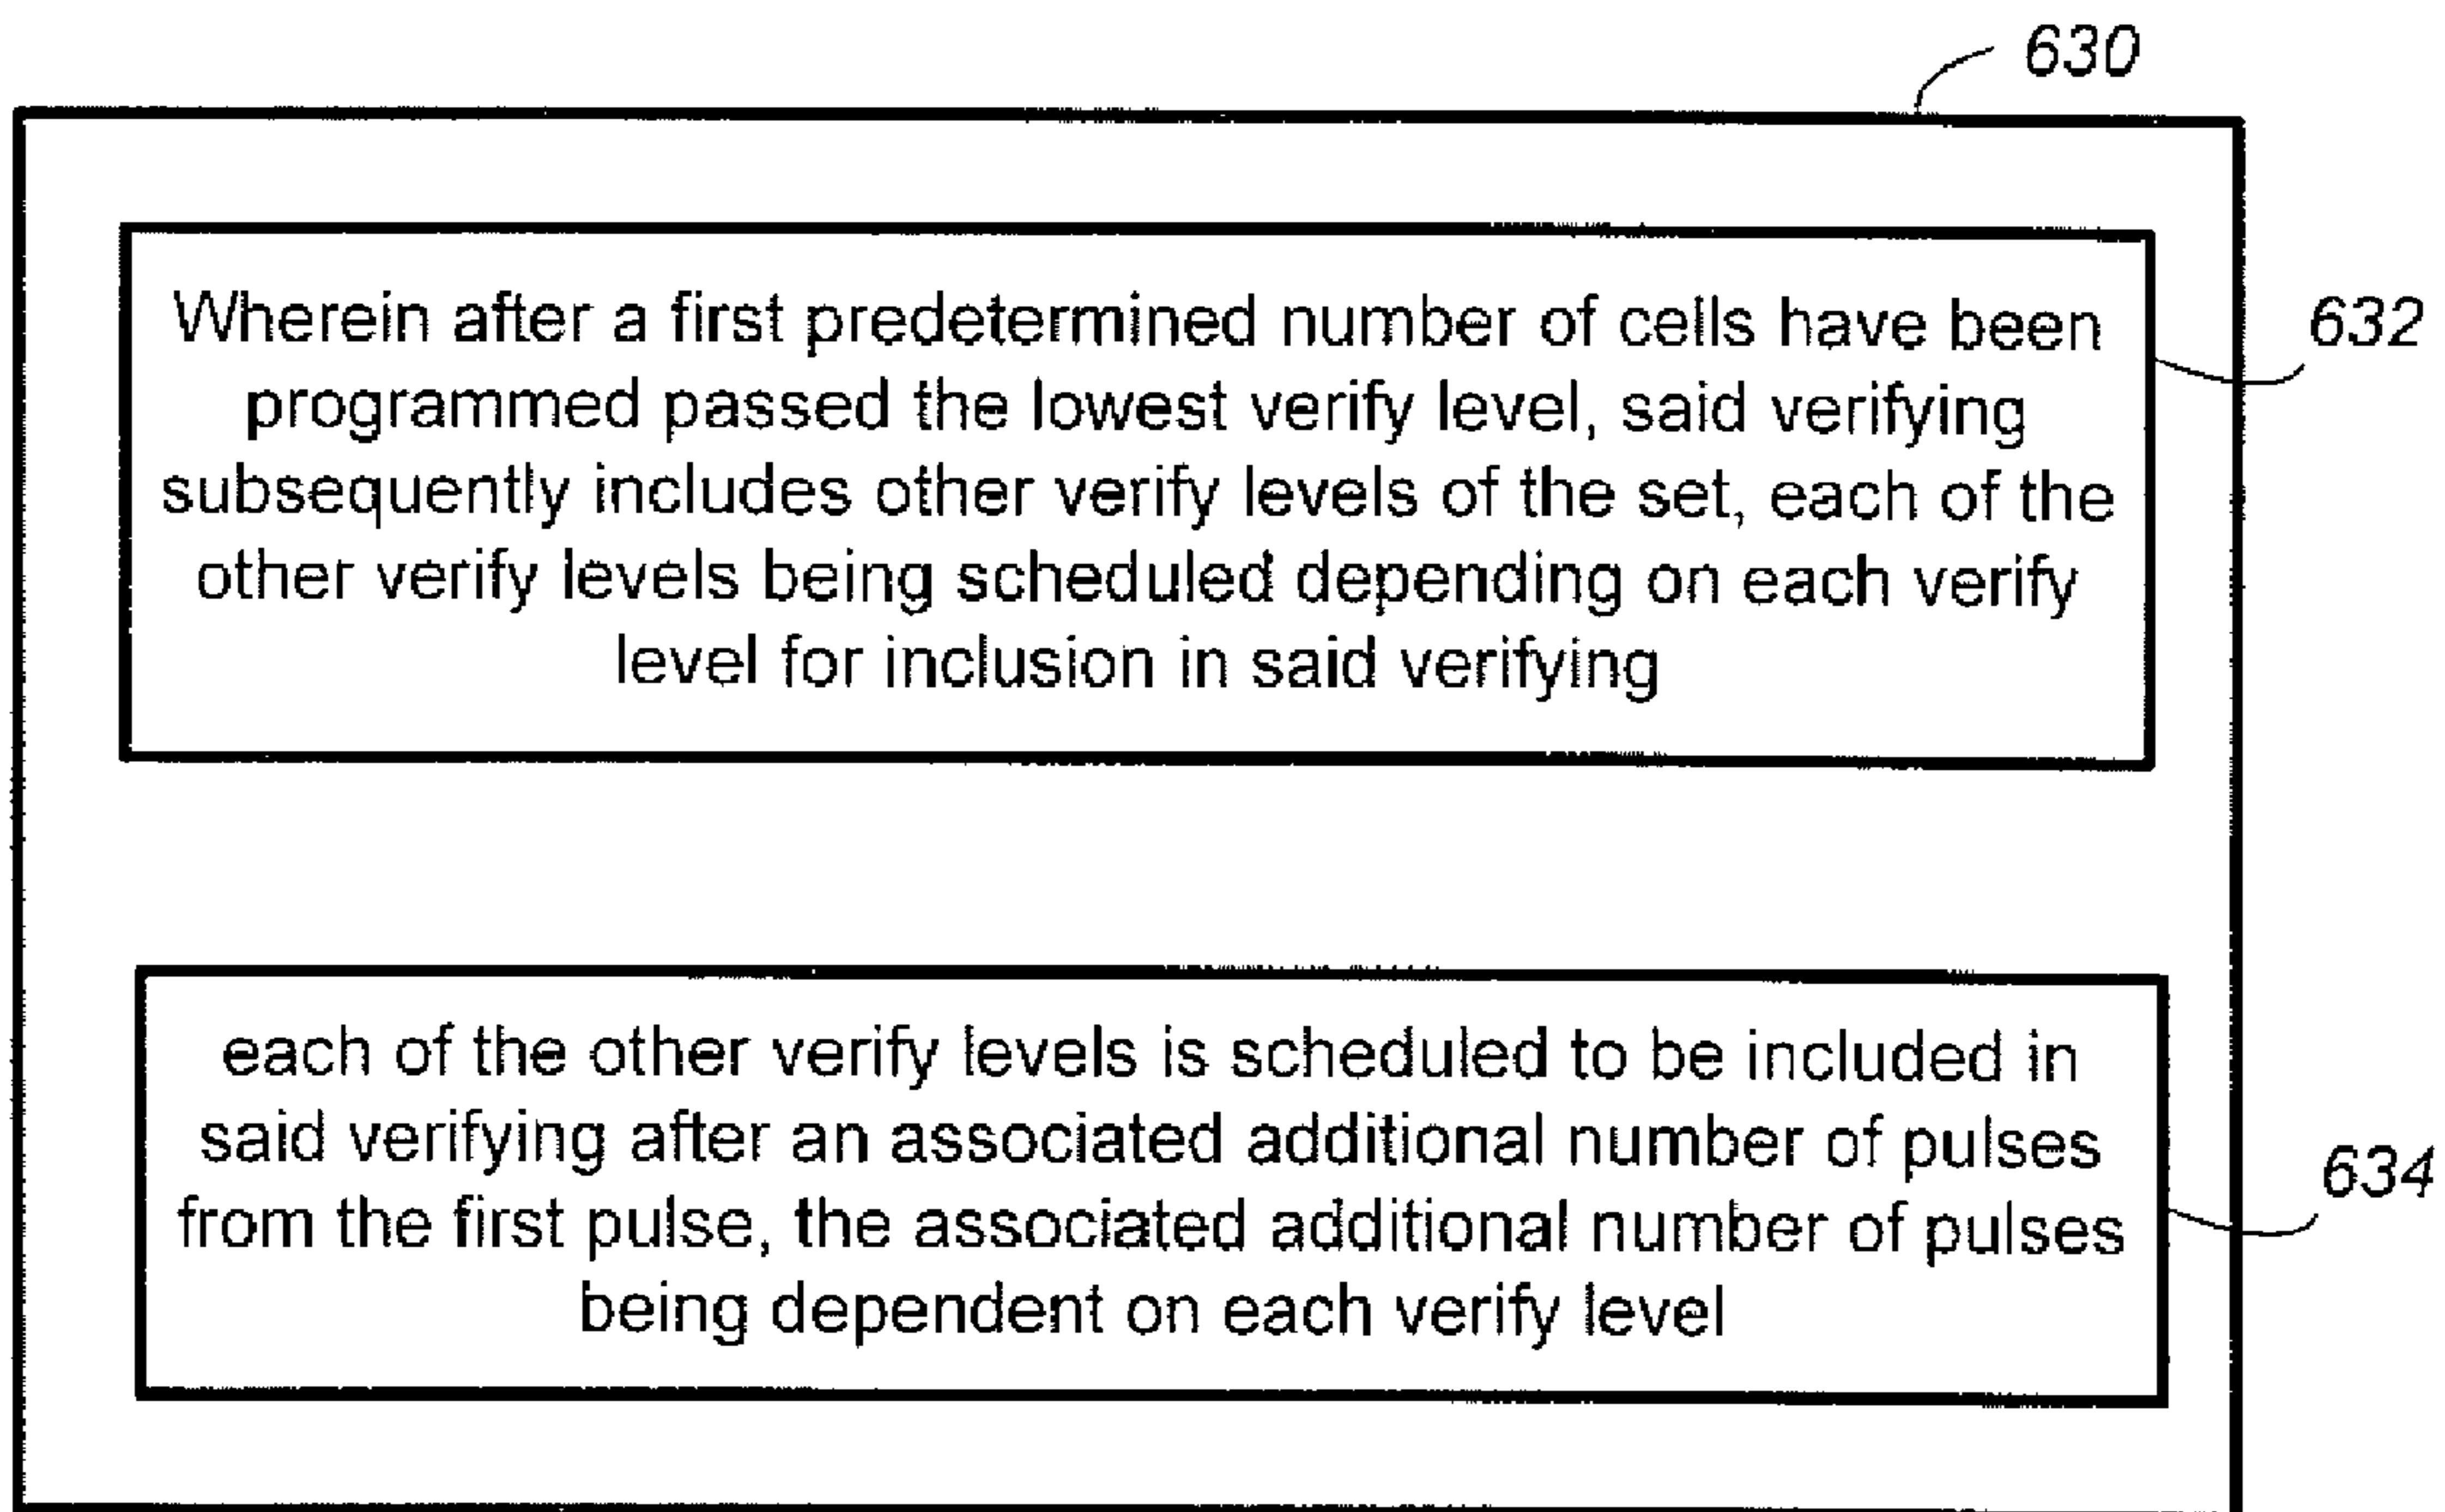 630
Wherein after a first predetermined number of cells have been
632
programmed passed the lowest verify level, said verifying
subsequently includes other verify levels of the set, each of the
other verify levels being scheduled depending on each verify
level for inclusion in said verifying
each of the other verify levels is scheduled to be included in
said verifying after an associated additional number of pulses
634
from the first pulse, the associated additional number of pulses
being dependent on each verify level